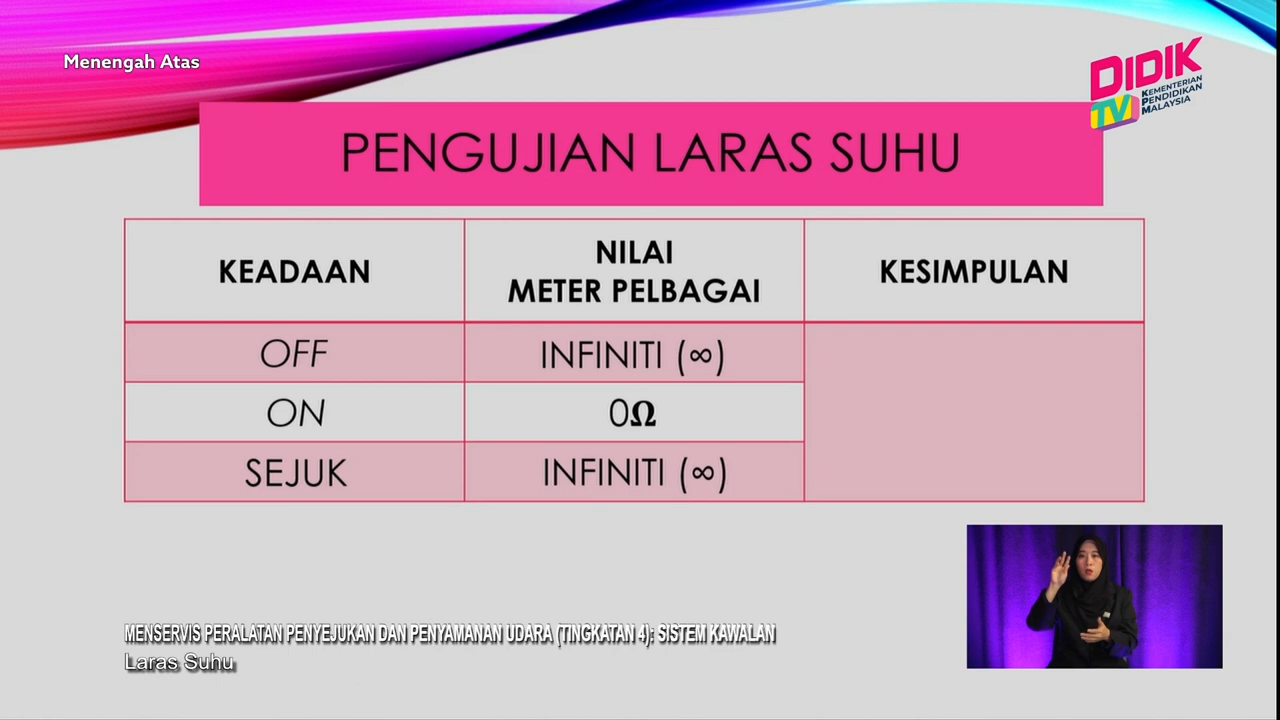 Menengah Atas
DIDIK
TV
KEMENTERIAN
PENDIDIKAN
MALAYSIA
PENGUJIAN LARAS SUHU
KEADAAN
NILAI
METER PELBAGAI
KESIMPULAN
OFF
INFINITI (∞)
ON
0Ω
SEJUK
INFINITI (∞)
MENSERVIS PERALATAN PENYEJUKAN DAN PENYAMANAN UDARA (TINGKATAN 4): SISTEM KAWALAN
Laras Suhu